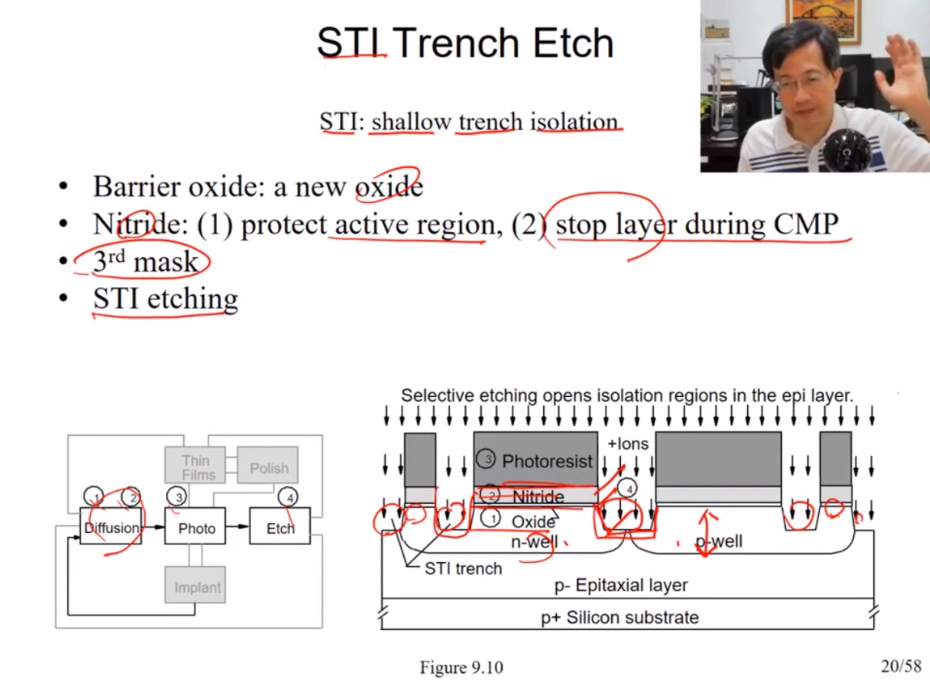 STI Trench Etch
STI: shallow trench isolation
• Barrier oxide: a new oxide
• Nitride: (1) protect active region, (2) stop layer during CMP
• 3rd mask
• STI etching
Selective etching opens isolation regions in the epi layer.
+Ions
Thin
Films
Polish
3 Photoresist
1
2
3
4
2 Nitride
4
Diffusion
Photo
Etch
1 Oxide
n-well
p-well
STI trench
Implant
p- Epitaxial layer
p+ Silicon substrate
Figure 9.10
20/58